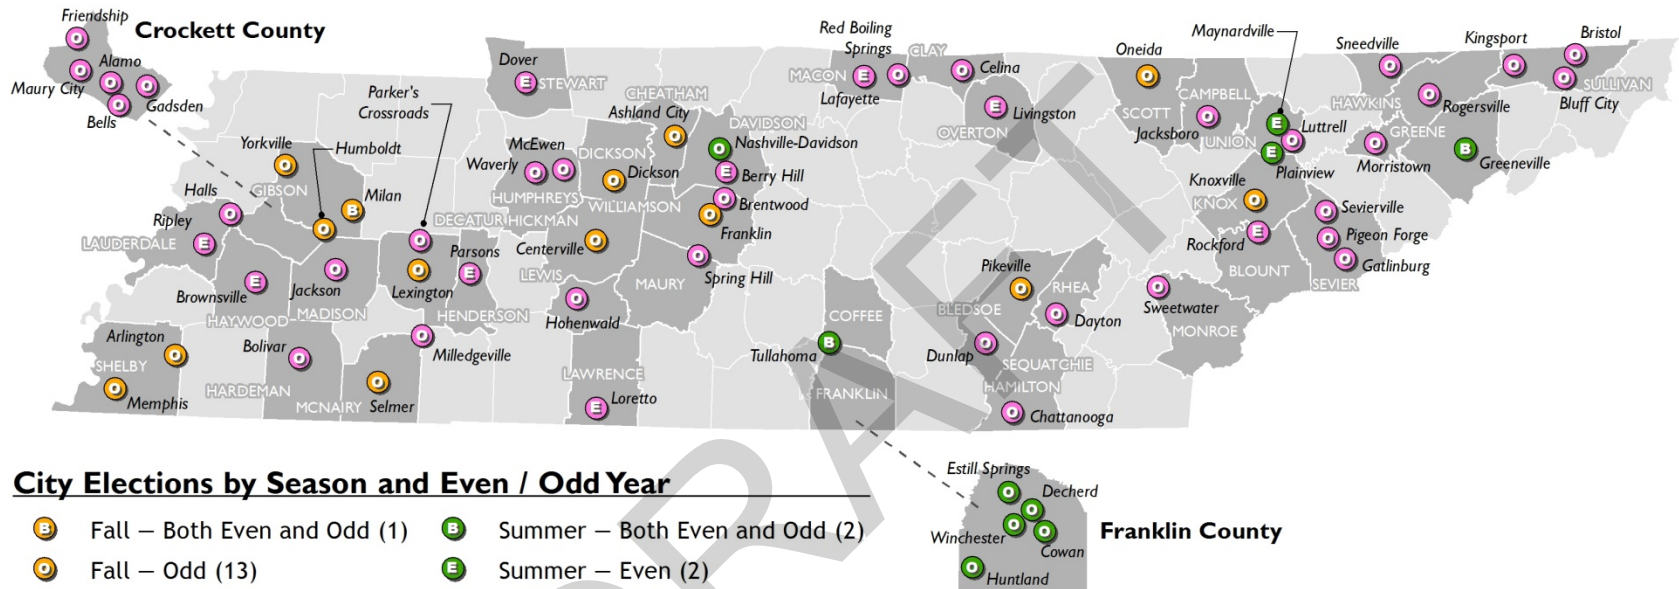 Friendship
Crockett County
Alamo
Maury City
Gadsden
Bells
Yorkville
Humboldt
Parker's
Crossroads
Halls
GIBSON
Milan
Ripley
LAUDERDALE
Brownsville
HAYWOOD
Jackson
MADISON
Lexington
Parsons
DECATUR
HENDERSON
Arlington
SHELBY
Memphis
Bolivar
HARDEMAN
MCNAIRY
Selmer
Milledgeville
Dover
STEWART
McEwen
Waverly
HUMPHREYS
HICKMAN
CHEATHAM
Ashland City
DICKSON
Dickson
DAVIDSON
Nashville-Davidson
Berry Hill
Brentwood
WILLIAMSON
Franklin
Centerville
Spring Hill
LEWIS
Hohenwald
MAURY
LAWRENCE
Loretto
Red Boiling
Springs
CLAY
MACON
Lafayette
Celina
OVERTON
Livingston
COFFEE
Tullahoma
FRANKLIN
Oneida
SCOTT
CAMPBELL
Jacksboro
Maynardville
UNION
Luttrell
Plainview
Knoxville
KNOX
Rockford
BLOUNT
Sevierville
Pigeon Forge
Gatlinburg
SEVIER
Pikeville
BLEDSOE
RHEA
Dayton
Dunlap
SEQUATCHIE
HAMILTON
Chattanooga
Sweetwater
MONROE
Sneedville
Kingsport
Bristol
SULLIVAN
Bluff City
HAWKINS
Rogersville
GREENE
Morristown
Greeneville
DRAFT
City Elections by Season and Even / Odd Year
B Fall – Both Even and Odd (1)
B Summer – Both Even and Odd (2)
O Fall – Odd (13)
E Summer – Even (2)
Estill Springs
Decherd
Winchester
Cowan
Huntland
Franklin County